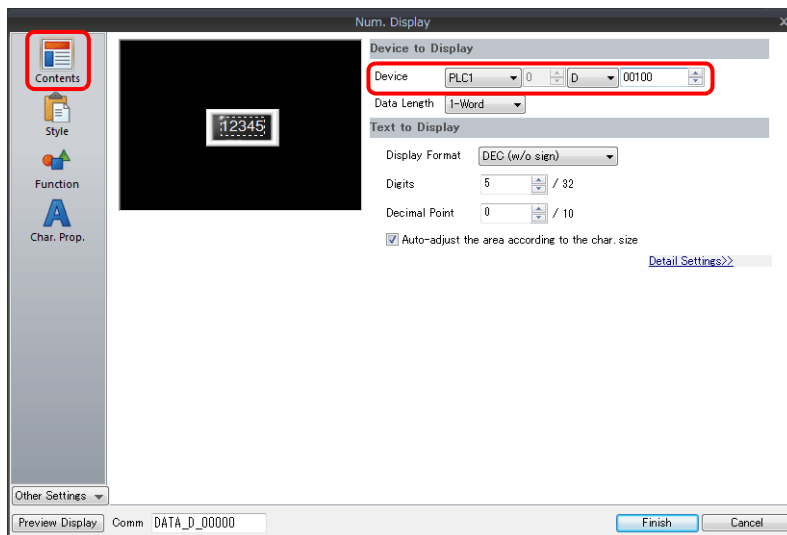 Num. Display x
Contents
Style
Function
Char. Prop.
12345
Device to Display
Device PLC1 0 D 00100
Data Length 1-Word
Text to Display
Display Format DEC (w/o sign)
Digits 5 / 32
Decimal Point 0 / 10
Auto-adjust the area according to the char. size
Detail Settings>>
Other Settings
Preview Display Comm DATA_D_00000 Finish Cancel